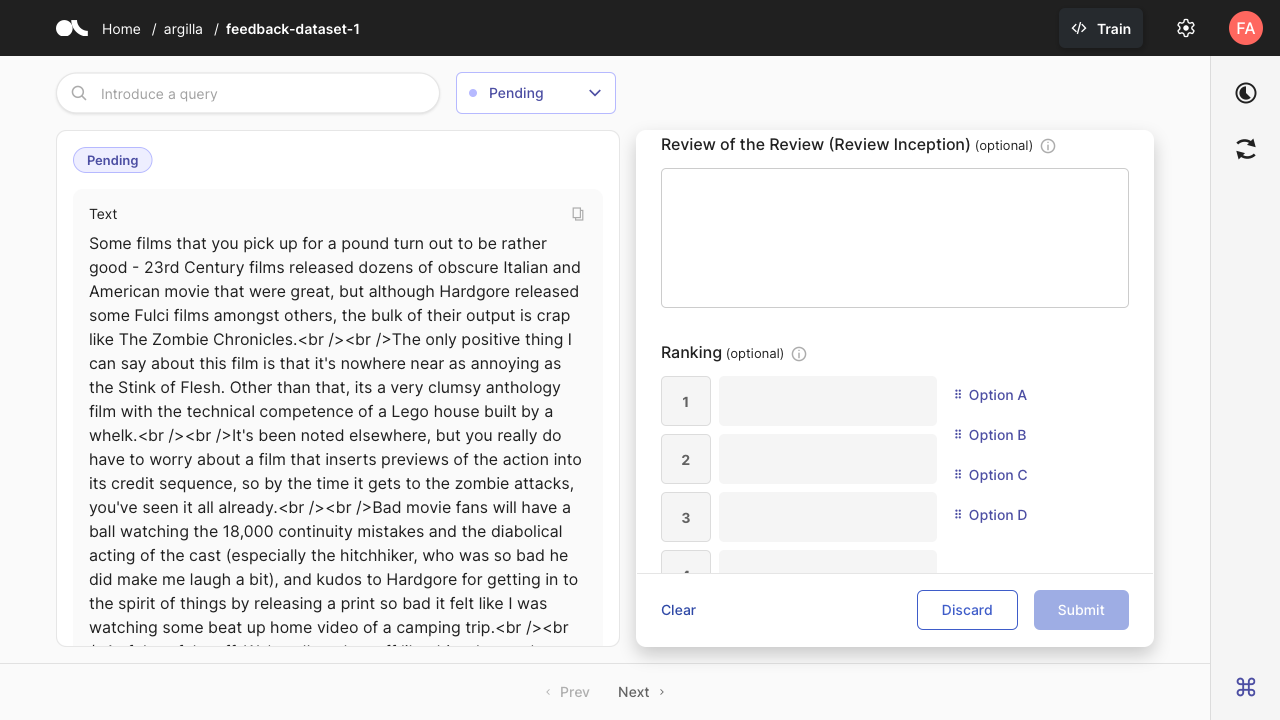 Home / argilla / feedback-dataset-1
Train
FA
Introduce a query
Pending
Pending
Text
Some films that you pick up for a pound turn out to be rather
good - 23rd Century films released dozens of obscure Italian and
American movie that were great, but although Hardgore released
some Fulci films amongst others, the bulk of their output is crap
like The Zombie Chronicles.<br /><br />The only positive thing I
can say about this film is that it's nowhere near as annoying as
the Stink of Flesh. Other than that, its a very clumsy anthology
film with the technical competence of a Lego house built by a
whelk.<br /><br />It's been noted elsewhere, but you really do
have to worry about a film that inserts previews of the action into
its credit sequence, so by the time it gets to the zombie attacks,
you've seen it all already.<br /><br />Bad movie fans will have a
ball watching the 18,000 continuity mistakes and the diabolical
acting of the cast (especially the hitchhiker, who was so bad he
did make me laugh a bit), and kudos to Hardgore for getting in to
the spirit of things by releasing a print so bad it felt like I was
watching some beat up home video of a camping trip.<br /><br
Review of the Review (Review Inception) (optional)
Ranking (optional)
1
2
3
Option A
Option B
Option C
Option D
Clear
Discard
Submit
Prev
Next